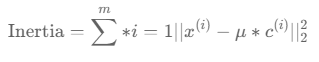 Inertia = ∑^m *i = 1||x^(i) − μ * c^(i)||_2^2